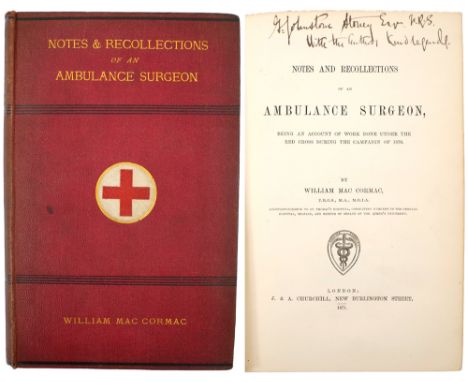 NOTES & RECOLLECTIONS
OF AN
AMBULANCE SURGEON
WILLIAM MAC CORMAC
G. Johnstone Stoney Esq F.R.S.
With the Author's Kind regards.
NOTES AND RECOLLECTIONS
OF AN
AMBULANCE SURGEON,
BEING AN ACCOUNT OF WORK DONE UNDER THE
RED CROSS DURING THE CAMPAIGN OF 1870.
BY
WILLIAM MAC CORMAC,
F.R.C.S., M.A., M.R.I.A.
LONDON:
J. & A. CHURCHILL, NEW BURLINGTON STREET,
1871.